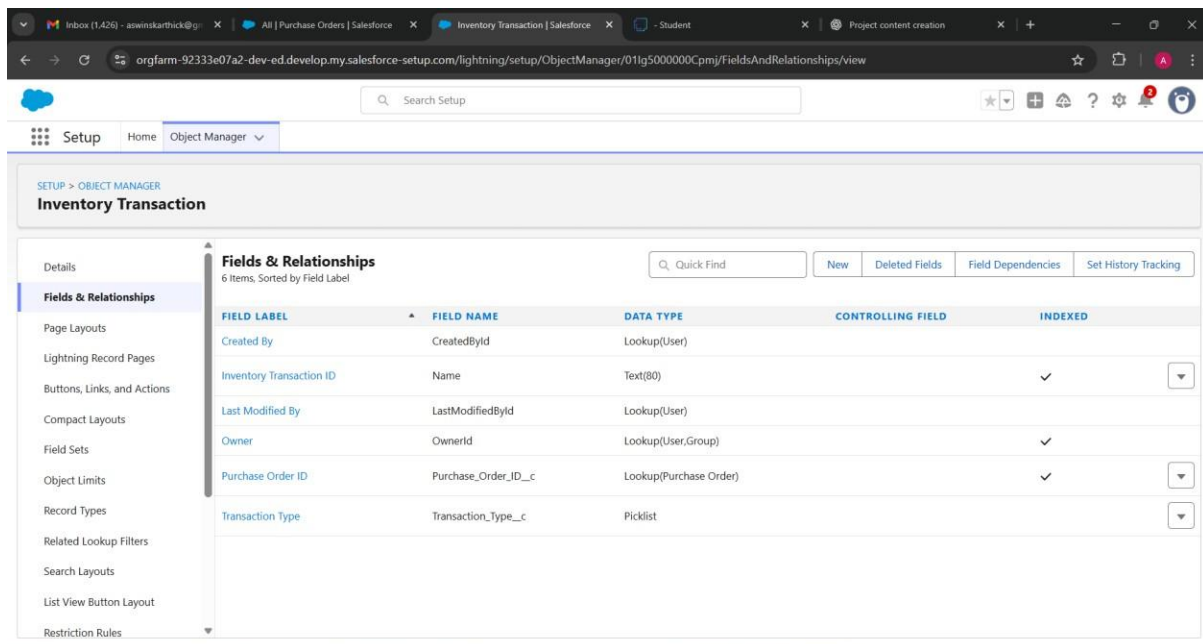 Inbox (1,426) - aswinskarthick@gm
All | Purchase Orders | Salesforce
Inventory Transaction | Salesforce
- Student
Project content creation
orgfarm-92333e07a2-dev-ed.develop.my.salesforce-setup.com/lightning/setup/ObjectManager/01Ig5000000Cpmj/FieldsAndRelationships/view
A
Search Setup
2
Setup
Home
Object Manager
SETUP > OBJECT MANAGER
Inventory Transaction
Details
Fields & Relationships
Page Layouts
Lightning Record Pages
Buttons, Links, and Actions
Compact Layouts
Field Sets
Object Limits
Record Types
Related Lookup Filters
Search Layouts
List View Button Layout
Restriction Rules
Fields & Relationships
6 Items, Sorted by Field Label
Quick Find
New
Deleted Fields
Field Dependencies
Set History Tracking
FIELD LABEL FIELD NAME DATA TYPE CONTROLLING FIELD INDEXED
Created By CreatedById Lookup(User)
Inventory Transaction ID Name Text(80)
Last Modified By LastModifiedById Lookup(User)
Owner OwnerId Lookup(User,Group)
Purchase Order ID Purchase_Order_ID__c Lookup(Purchase Order)
Transaction Type Transaction_Type__c Picklist